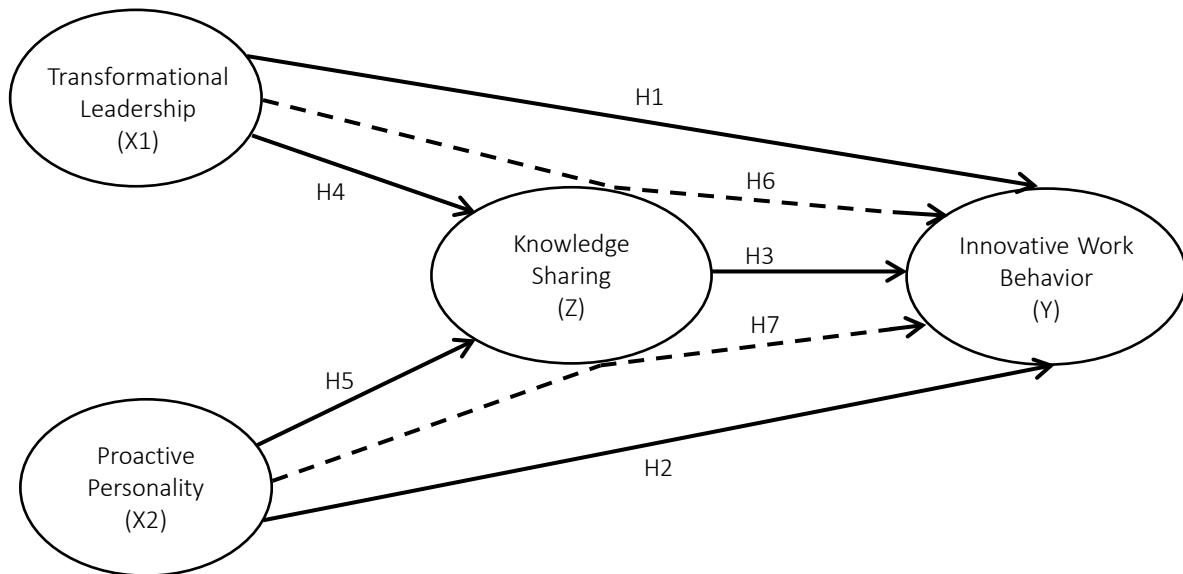 Transformational
Leadership
(X1)
H1
H4
H6
Knowledge
Sharing
(Z)
H3
Innovative Work
Behavior
(Y)
H7
H5
Proactive
Personality
(X2)
H2